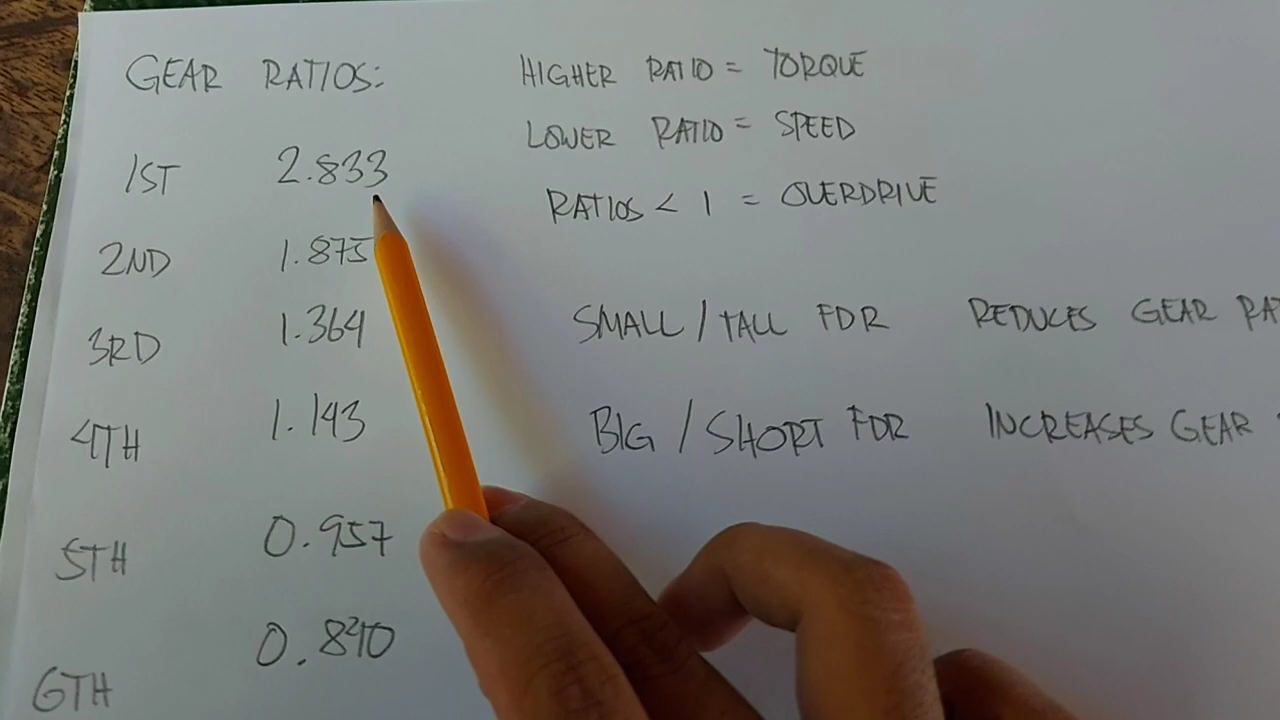 GEAR RATIOS:
1ST 2.833
2ND 1.875
3RD 1.364
4TH 1.143
5TH 0.957
6TH 0.840
HIGHER RATIO = TORQUE
LOWER RATIO = SPEED
RATIOS < 1 = OVERDRIVE
SMALL / TALL FDR REDUCES GEAR
BIG / SHORT FDR INCREASES GEAR